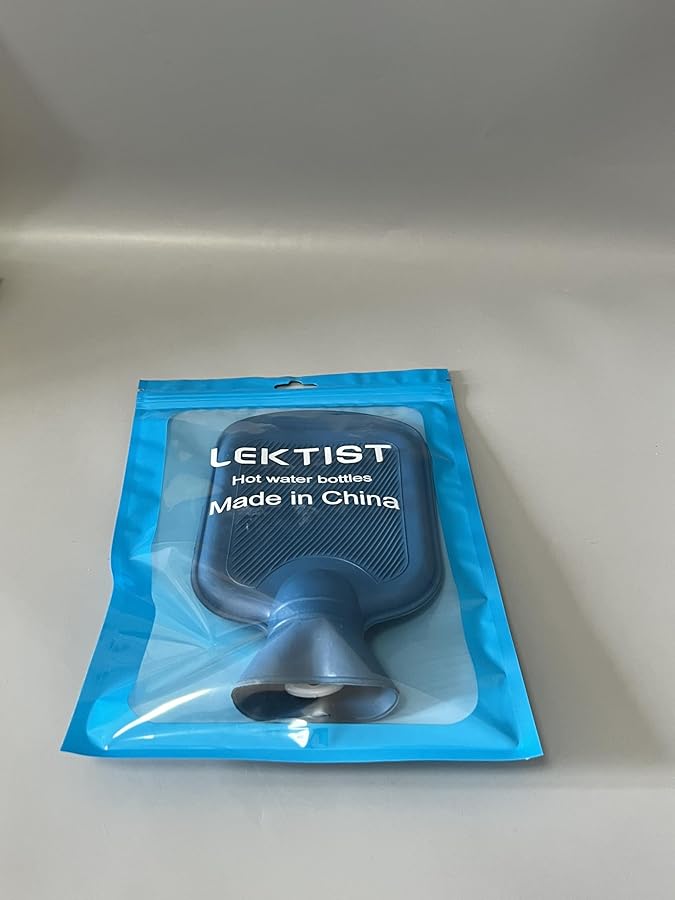 LEKTIST
Hot water bottles
Made in China